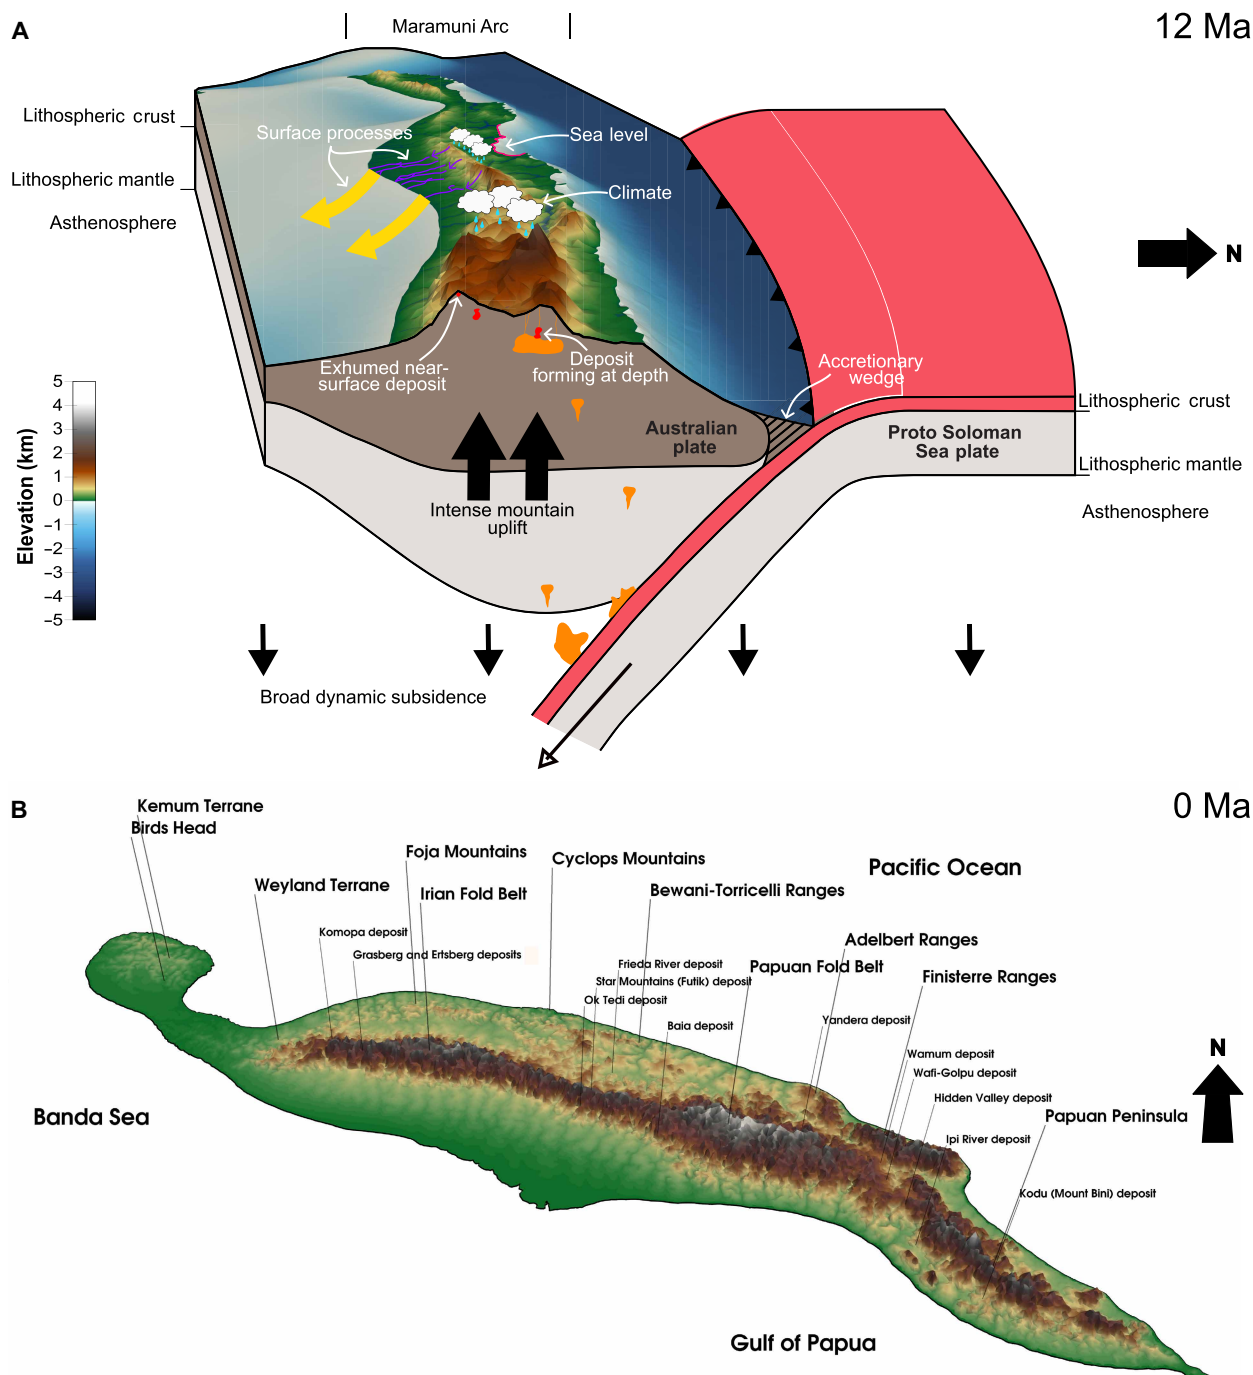 A
Maramuni Arc
12 Ma
Lithospheric crust
Surface processes
Sea level
Lithospheric mantle
Climate
Asthenosphere
N
Exhumed near-
surface deposit
Deposit
forming at depth
Accretionary
wedge
Lithospheric crust
5
4
3
2
1
0
−1
−2
−3
−4
−5
Elevation (km)
Australian
plate
Proto Soloman
Sea plate
Lithospheric mantle
Intense mountain
uplift
Asthenosphere
Broad dynamic subsidence
B
0 Ma
Kemum Terrane
Birds Head
Foja Mountains
Cyclops Mountains
Pacific Ocean
Weyland Terrane
Irian Fold Belt
Bewani-Torricelli Ranges
Komopa deposit
Adelbert Ranges
Grasberg and Ertsberg deposits
Frieda River deposit
Papuan Fold Belt
Finisterre Ranges
Star Mountains (Futik) deposit
Ok Tedi deposit
Baia deposit
Yandera deposit
N
Wamum deposit
Wafi-Golpu deposit
Hidden Valley deposit
Banda Sea
Papuan Peninsula
Ipi River deposit
Kodu (Mount Bini) deposit
Gulf of Papua